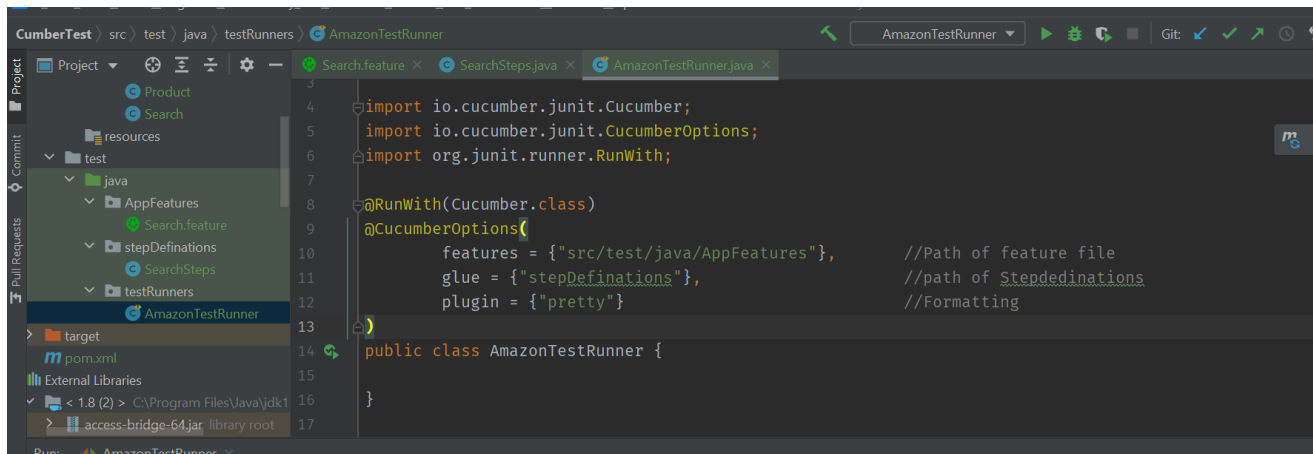 CumberTest 〉 src 〉 test 〉 java 〉 testRunners 〉 AmazonTestRunner
AmazonTestRunner
Git:
Project
Search.feature ×
SearchSteps.java ×
AmazonTestRunner.java ×
Project
Commit
Pull Requests
Product
Search
resources
test
java
AppFeatures
Search.feature
stepDefinations
SearchSteps
testRunners
AmazonTestRunner
target
pom.xml
External Libraries
< 1.8 (2) > C:\Program Files\Java\jdk1
access-bridge-64.jar library root
3
4 import io.cucumber.junit.Cucumber;
5 import io.cucumber.junit.CucumberOptions;
6 import org.junit.runner.RunWith;
7
8 @RunWith(Cucumber.class)
9 @CucumberOptions(
10 features = {"src/test/java/AppFeatures"}, //Path of feature file
11 glue = {"stepDefinations"}, //path of Stepdedinations
12 plugin = {"pretty"} //Formatting
13 )
14 public class AmazonTestRunner {
15
16 }
17
Run: AmazonTestRunner ×